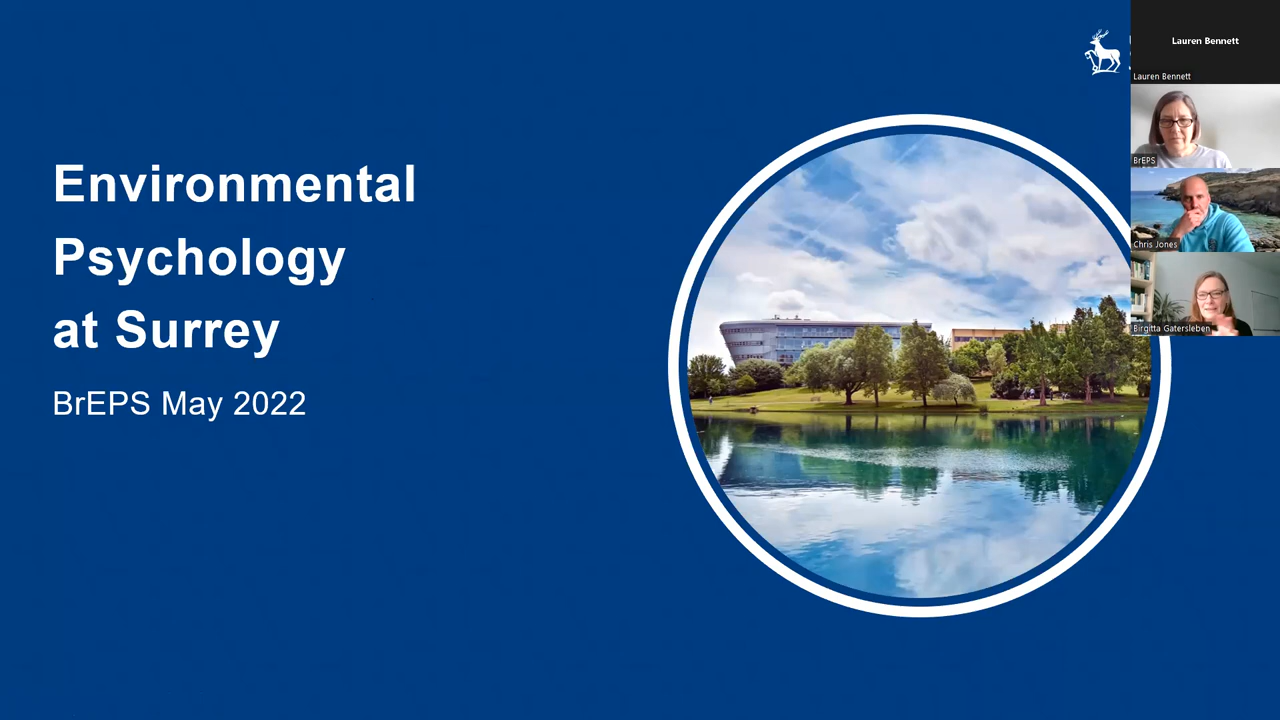 Environmental
Psychology
at Surrey
BrEPS May 2022
Lauren Bennett
Lauren Bennett
BrEPS
Chris Jones
Birgitta Gatersleben